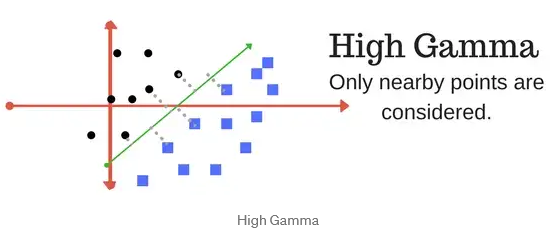 High Gamma
Only nearby points are
considered.
High Gamma